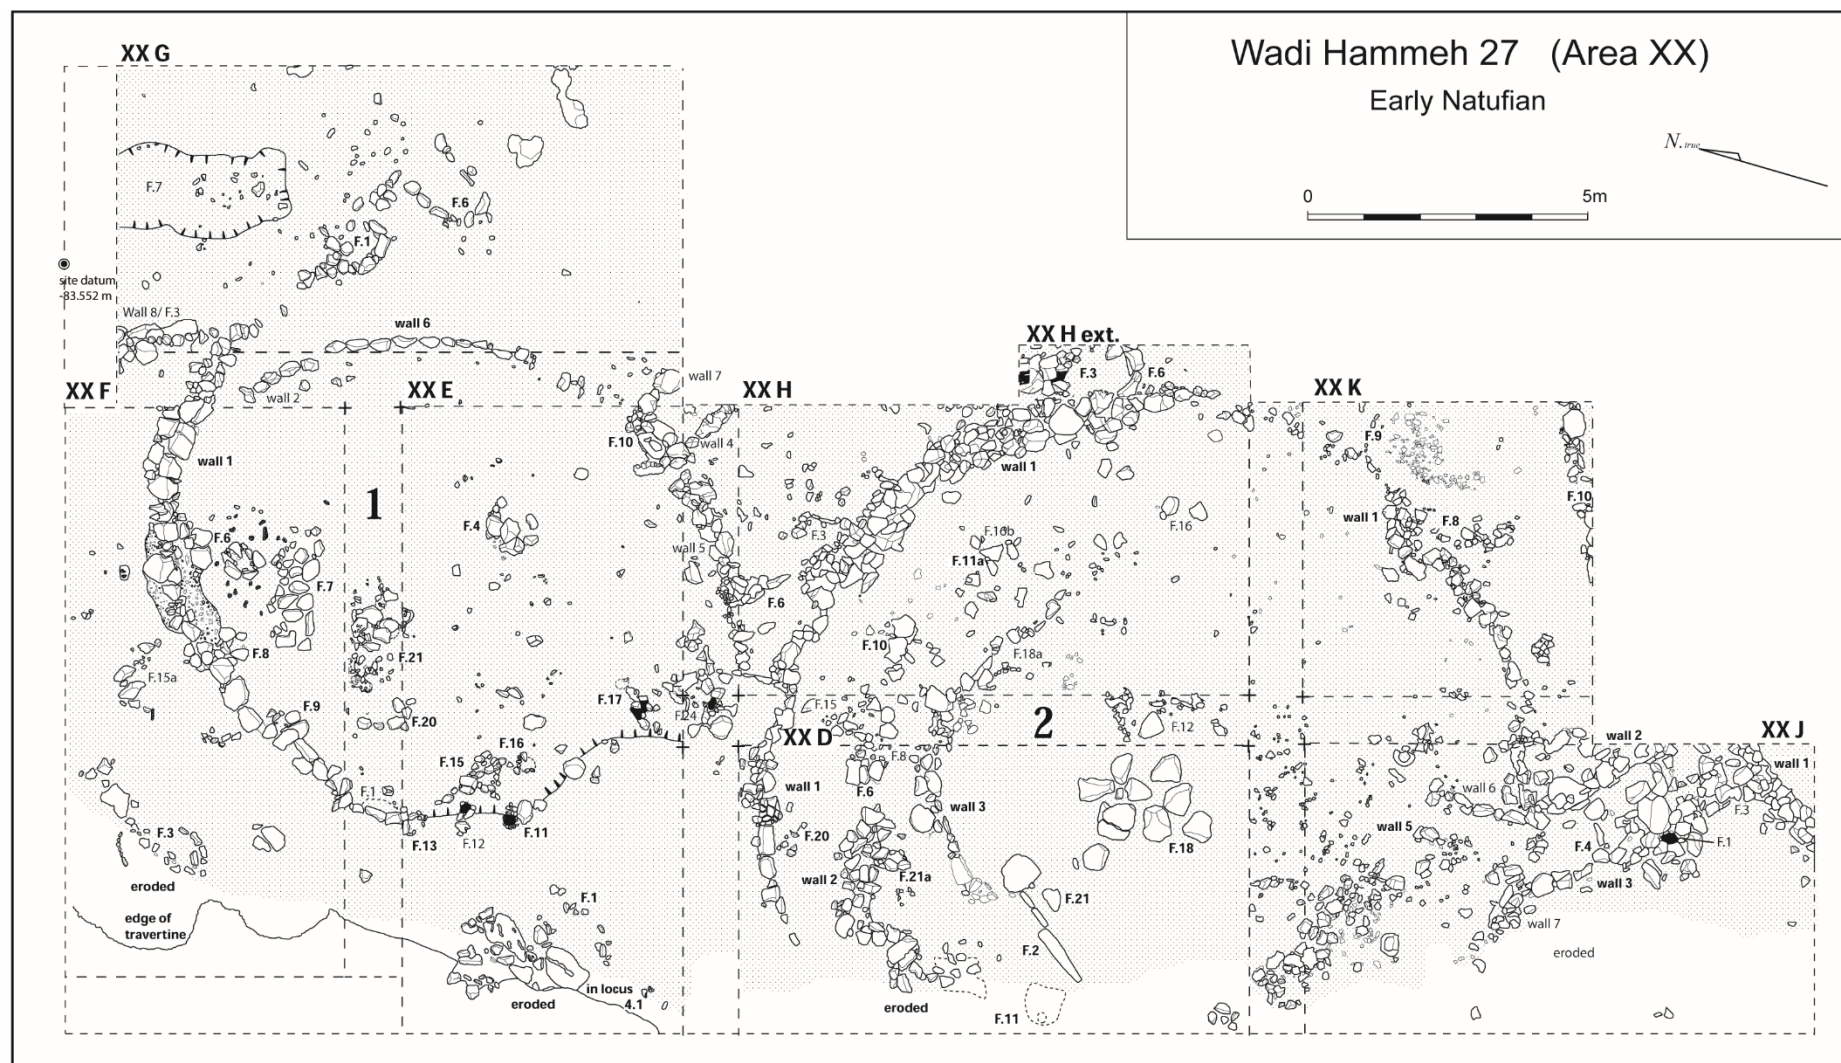 Wadi Hammeh 27 (Area XX)
Early Natufian
N. true
0 5m
XX G
F.7
F.6
F.1
site datum
-83.552 m
Wall 8/ F.3
wall 6
wall 2
XX F
XX E
wall 7
XX H
XX H ext.
F.3
F.6
XX K
wall 1
1
F.10
wall 4
wall 1
F.9
F.10
F.4
wall 5
F.3
F.16
F.16b
F.11a
wall 1
F.8
F.6
F.7
F.6
F.8
F.21
F.15a
F.10
F.18a
F.9
F.20
F.17
F.24
F.15
2
F.12
XX D
F.16
F.15
F.8
F.6
wall 2
XX J
wall 1
F.1
F.13
F.12
F.11
wall 1
wall 3
F.18
wall 6
F.3
wall 5
F.4
F.1
F.3
F.20
wall 2
F.21a
F.21
wall 3
wall 7
eroded
edge of
travertine
F.1
F.2
eroded
in locus
4.1
eroded
eroded
F.11